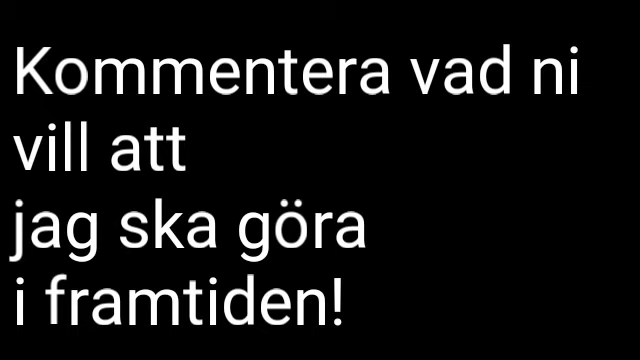 Kommentera vad ni
vill att
jag ska göra
i framtiden!